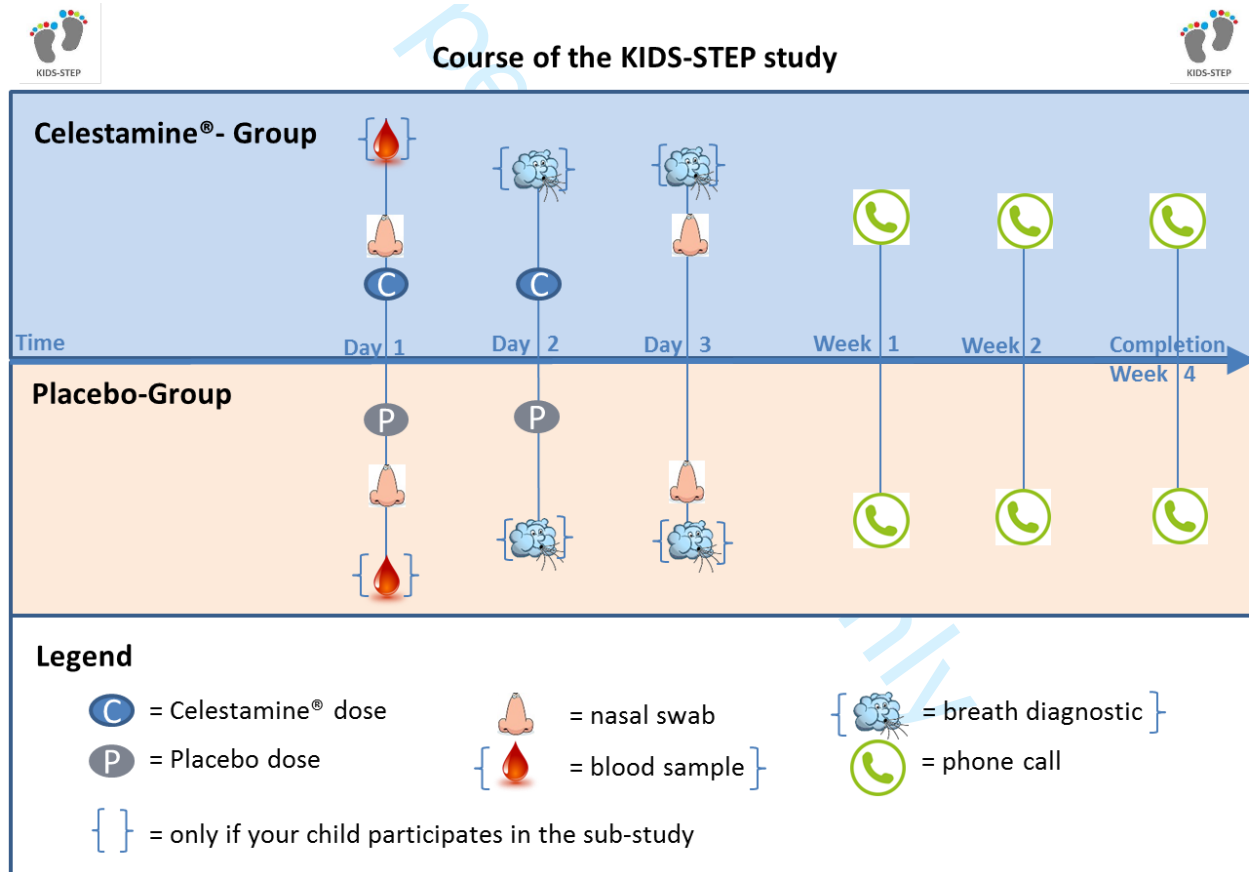 KIDS-STEP
Course of the KIDS-STEP study
KIDS-STEP
Celestamine®- Group
C
C
Time
Day 1
Day 2
Day 3
Week 1
Week 2
Completion
Week 4
Placebo-Group
P
P
Legend
C = Celestamine® dose
= nasal swab
{ } = breath diagnostic
P = Placebo dose
{ = blood sample }
= phone call
{ } = only if your child participates in the sub-study
nly